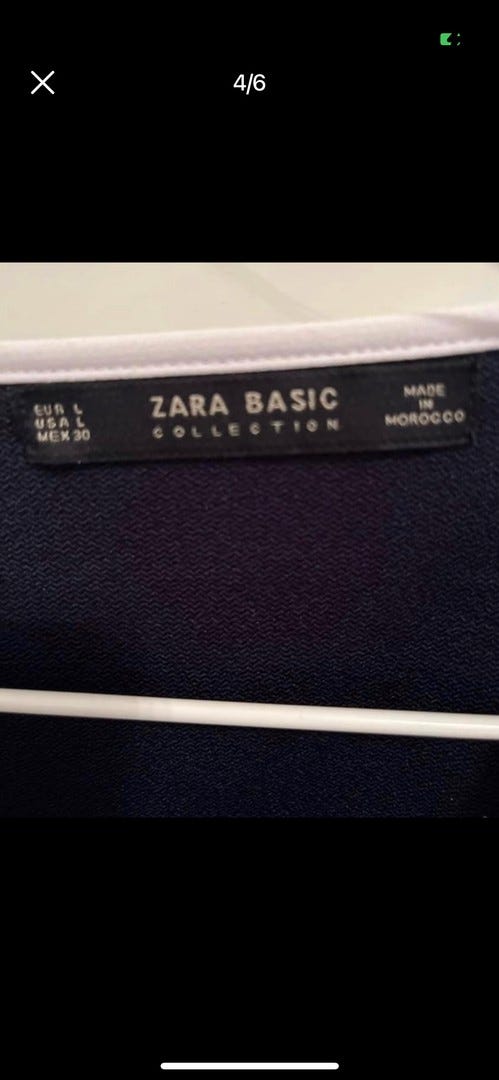 4/6
EUR L
USA L
MEX 30
ZARA BASIC
COLLECTION
MADE
IN
MOROCCO